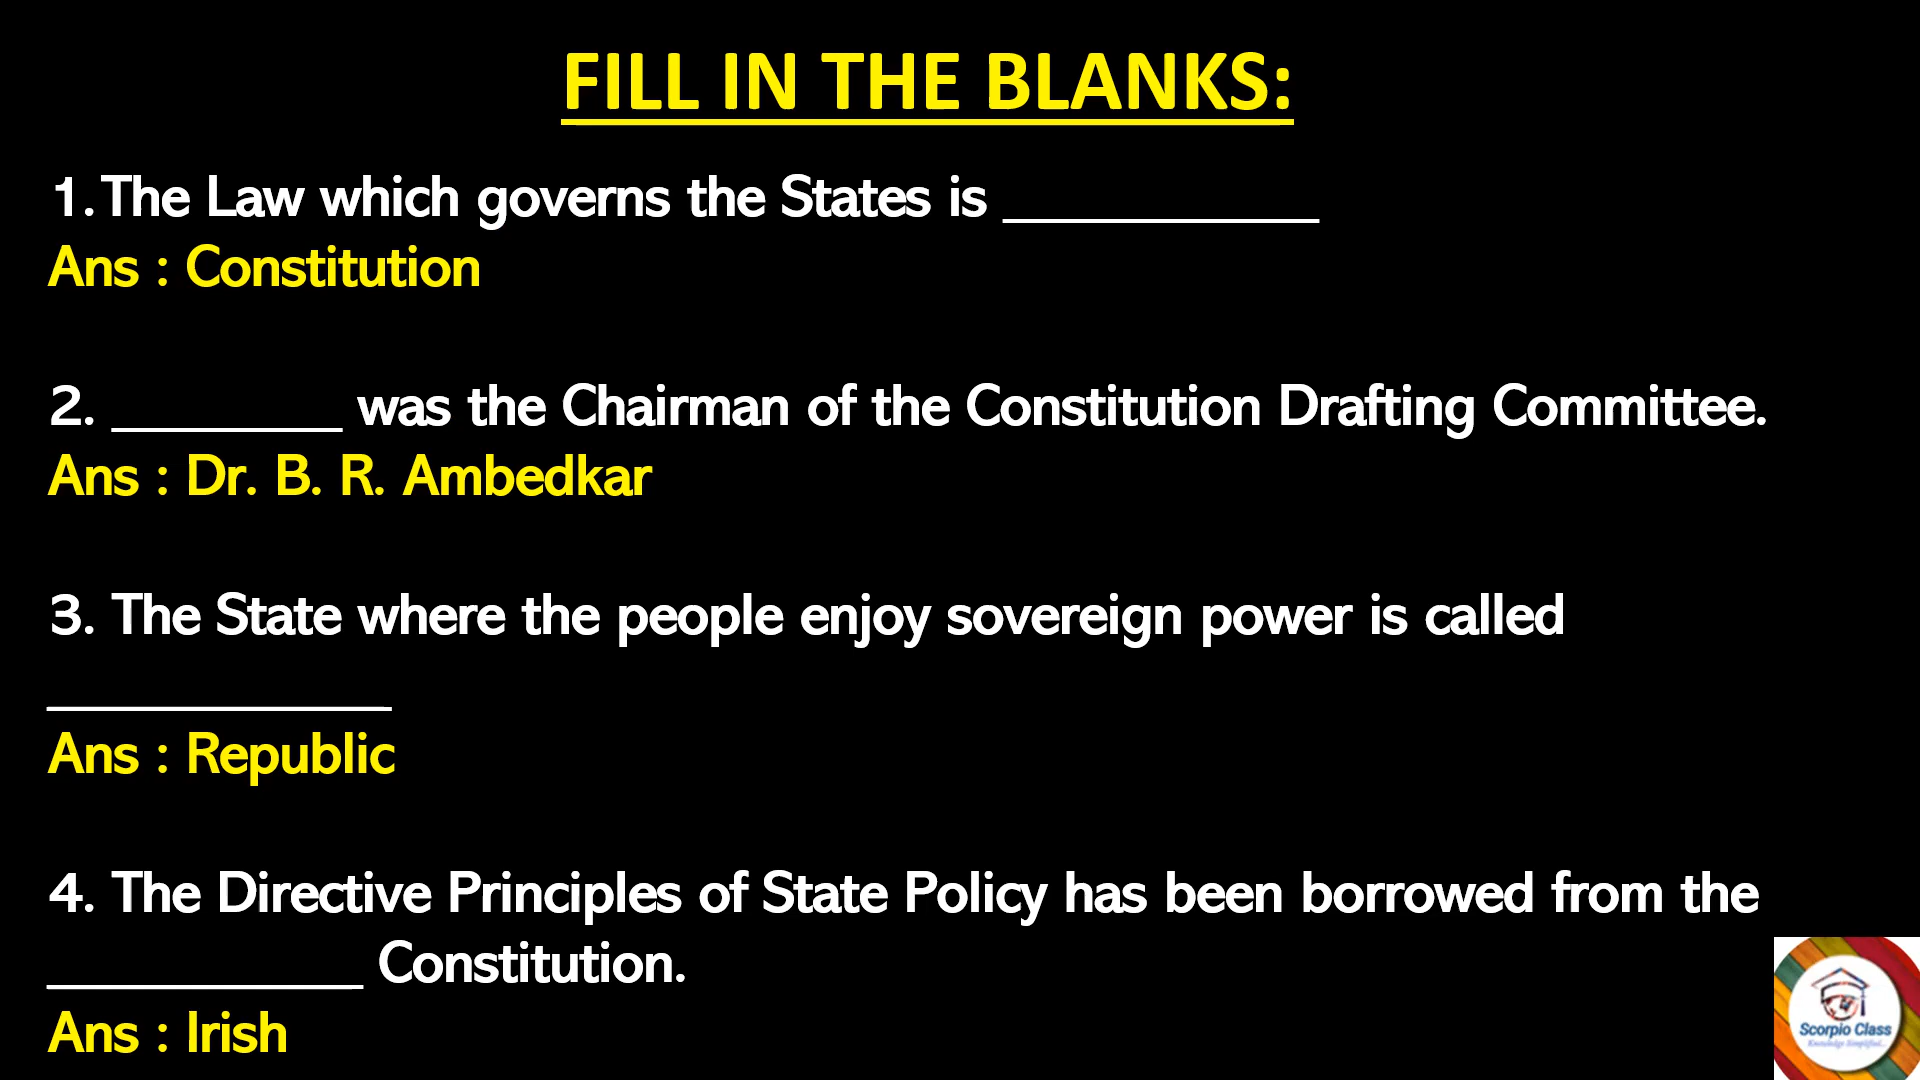 FILL IN THE BLANKS:
1. The Law which governs the States is ___________
Ans : Constitution
2. ________ was the Chairman of the Constitution Drafting Committee.
Ans : Dr. B. R. Ambedkar
3. The State where the people enjoy sovereign power is called
____________
Ans : Republic
4. The Directive Principles of State Policy has been borrowed from the
___________ Constitution.
Ans : Irish
Scorpio Class
Knowledge Simplified...